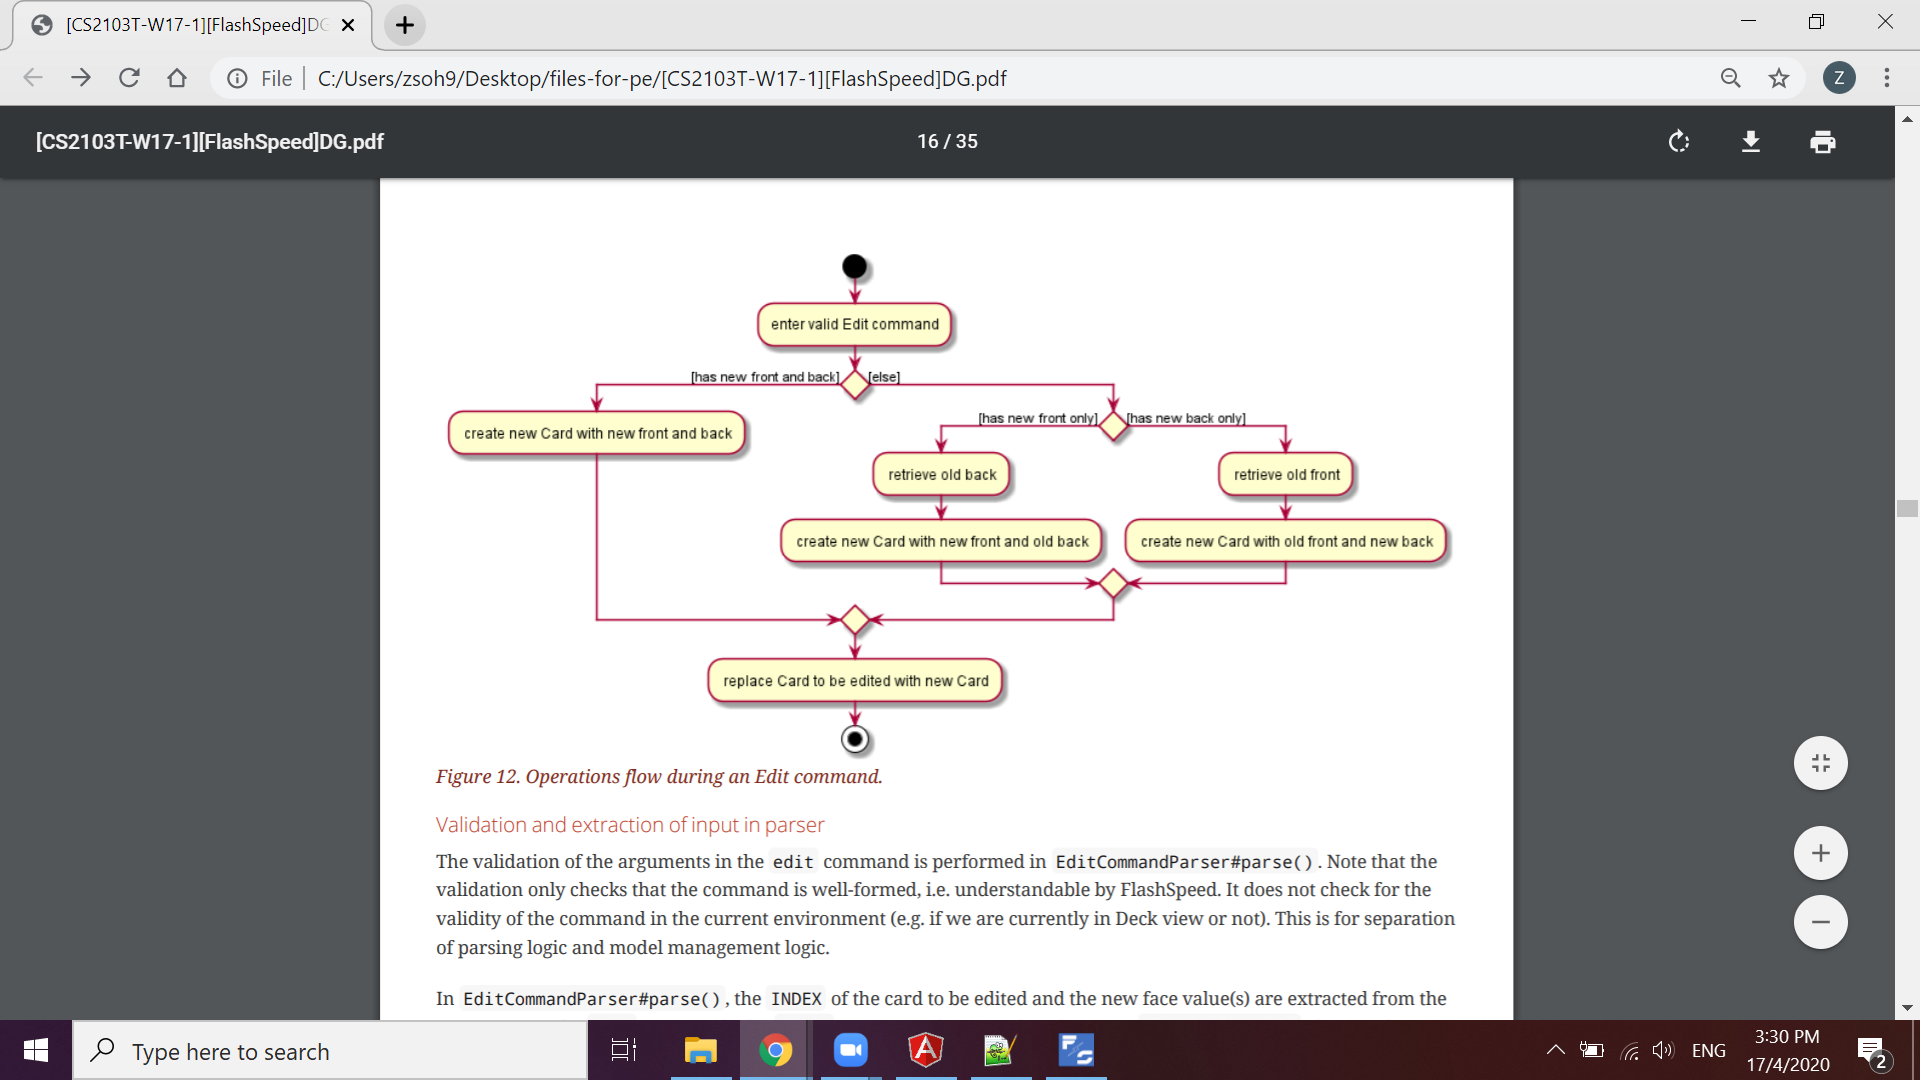 [CS2103T-W17-1][FlashSpeed]DG
File
C:/Users/zsoh9/Desktop/files-for-pe/[CS2103T-W17-1][FlashSpeed]DG.pdf
Z
[CS2103T-W17-1][FlashSpeed]DG.pdf
16 / 35
enter valid Edit command
[has new front and back]
[else]
[has new front only]
[has new back only]
create new Card with new front and back
retrieve old back
retrieve old front
create new Card with new front and old back
create new Card with old front and new back
replace Card to be edited with new Card
Figure 12. Operations flow during an Edit command.
Validation and extraction of input in parser
The validation of the arguments in the edit command is performed in EditCommandParser#parse(). Note that the
validation only checks that the command is well-formed, i.e. understandable by FlashSpeed. It does not check for the
validity of the command in the current environment (e.g. if we are currently in Deck view or not). This is for separation
of parsing logic and model management logic.
In EditCommandParser#parse(), the INDEX of the card to be edited and the new face value(s) are extracted from the
Type here to search
ENG
3:30 PM
17/4/2020
2